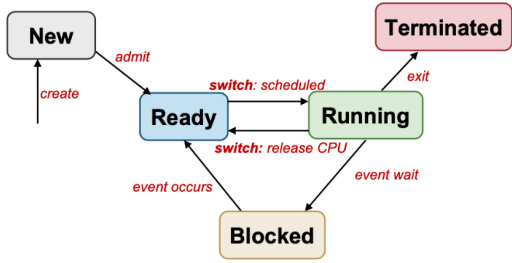 New
Terminated
admit
create
switch: scheduled
exit
Ready
Running
switch: release CPU
event occurs
event wait
Blocked